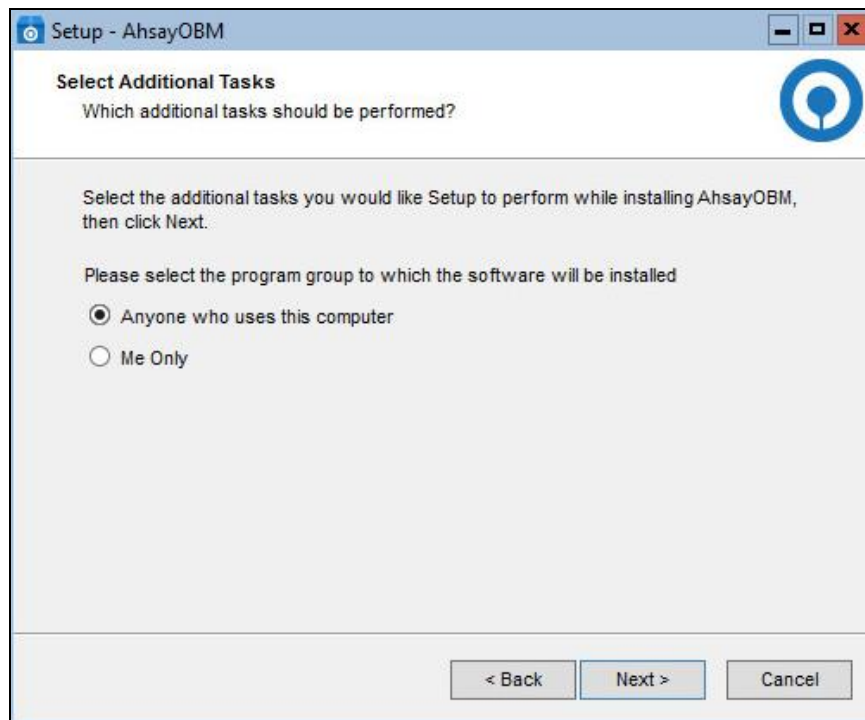 Setup - AhsayOBM
Select Additional Tasks
Which additional tasks should be performed?
Select the additional tasks you would like Setup to perform while installing AhsayOBM,
then click Next.
Please select the program group to which the software will be installed
Anyone who uses this computer
Me Only
< Back
Next >
Cancel